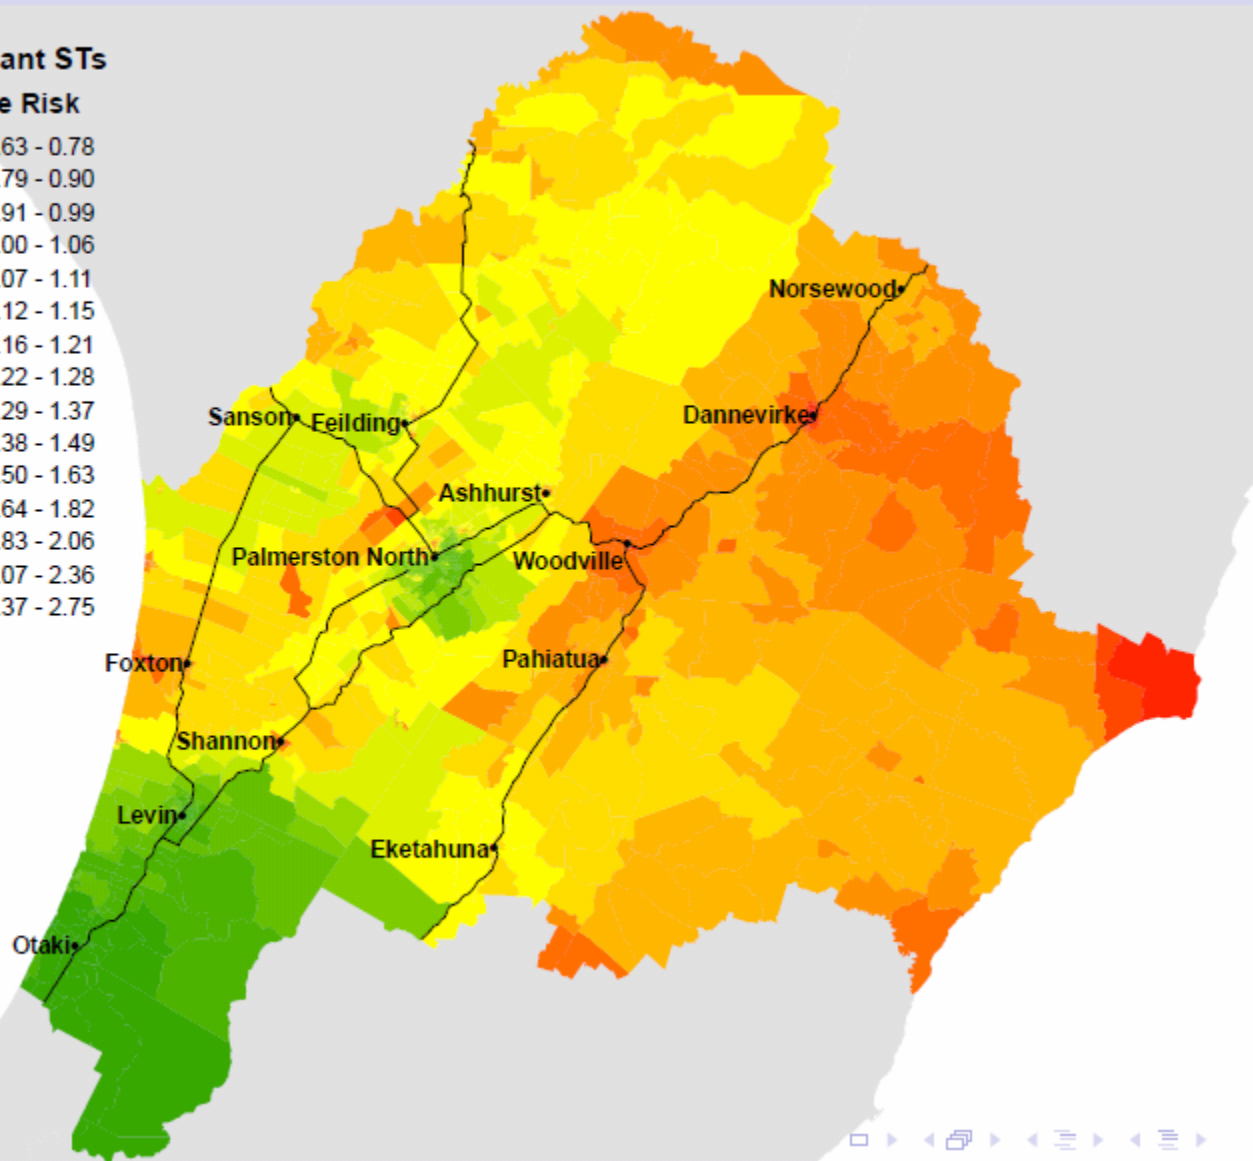 ant STs
e Risk
.63 - 0.78
.79 - 0.90
.91 - 0.99
.00 - 1.06
.07 - 1.11
.12 - 1.15
.16 - 1.21
.22 - 1.28
.29 - 1.37
.38 - 1.49
.50 - 1.63
.64 - 1.82
.83 - 2.06
.07 - 2.36
.37 - 2.75
Norsewood
Dannevirke
Sanson
Feilding
Ashhurst
Palmerston North
Woodville
Foxton
Pahiatua
Shannon
Levin
Eketahuna
Otaki